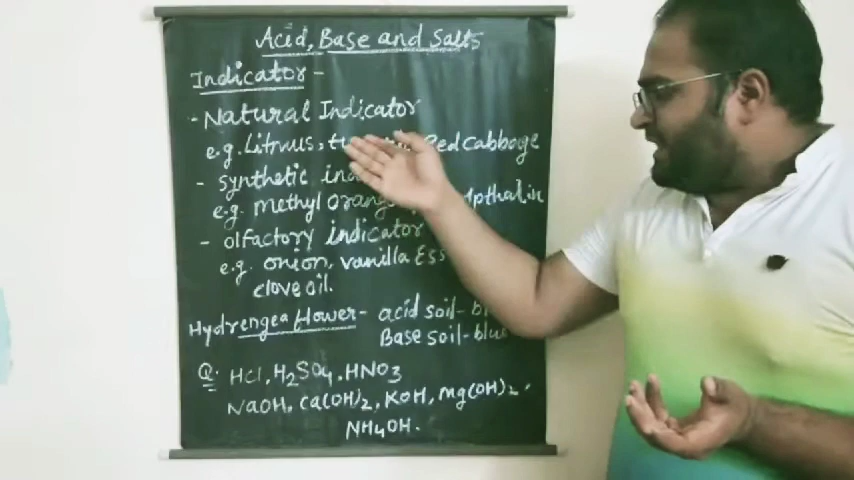 Acid, Base and Salts
Indicator -
- Natural Indicator
e.g. Litmus, Red Cabbage
- synthetic
e.g. methyl orange
- olfactory indicator
e.g. onion, vanilla
clove oil.
Hydrengea flower - acid soil-
Base soil- blue
Q. HCl, H2SO4, HNO3
NaOH, Ca(OH)2, KOH, Mg(OH)2,
NH4OH.